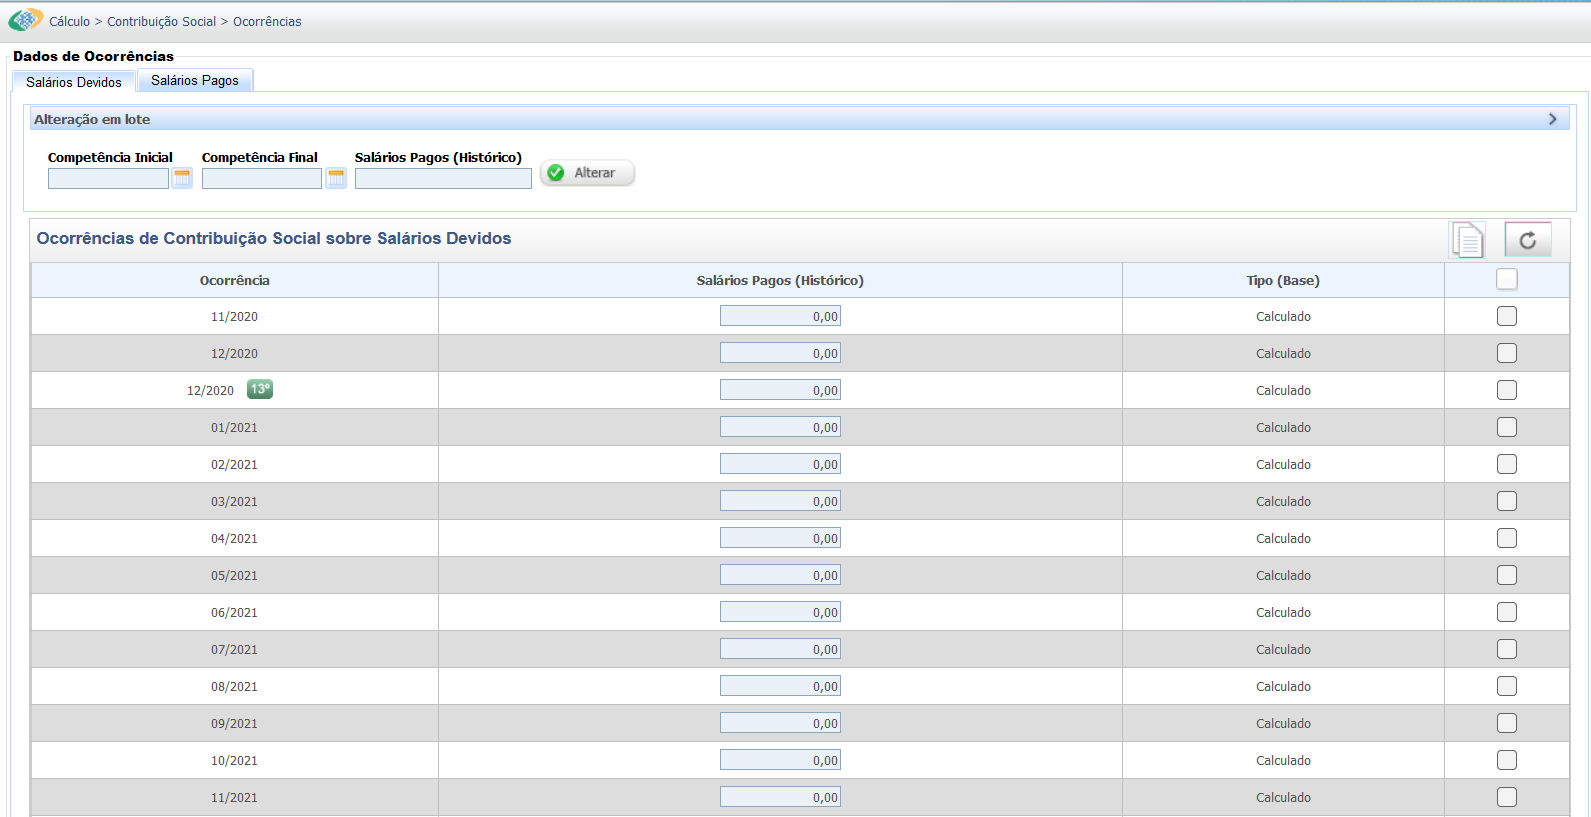 Cálculo > Contribuição Social > Ocorrências
Dados de Ocorrências
Salários Devidos Salários Pagos
Alteração em lote
Competência Inicial Competência Final Salários Pagos (Histórico)
Alterar
Ocorrências de Contribuição Social sobre Salários Devidos
Ocorrência Salários Pagos (Histórico) Tipo (Base)
11/2020 0,00 Calculado
12/2020 0,00 Calculado
12/2020 13º 0,00 Calculado
01/2021 0,00 Calculado
02/2021 0,00 Calculado
03/2021 0,00 Calculado
04/2021 0,00 Calculado
05/2021 0,00 Calculado
06/2021 0,00 Calculado
07/2021 0,00 Calculado
08/2021 0,00 Calculado
09/2021 0,00 Calculado
10/2021 0,00 Calculado
11/2021 0,00 Calculado